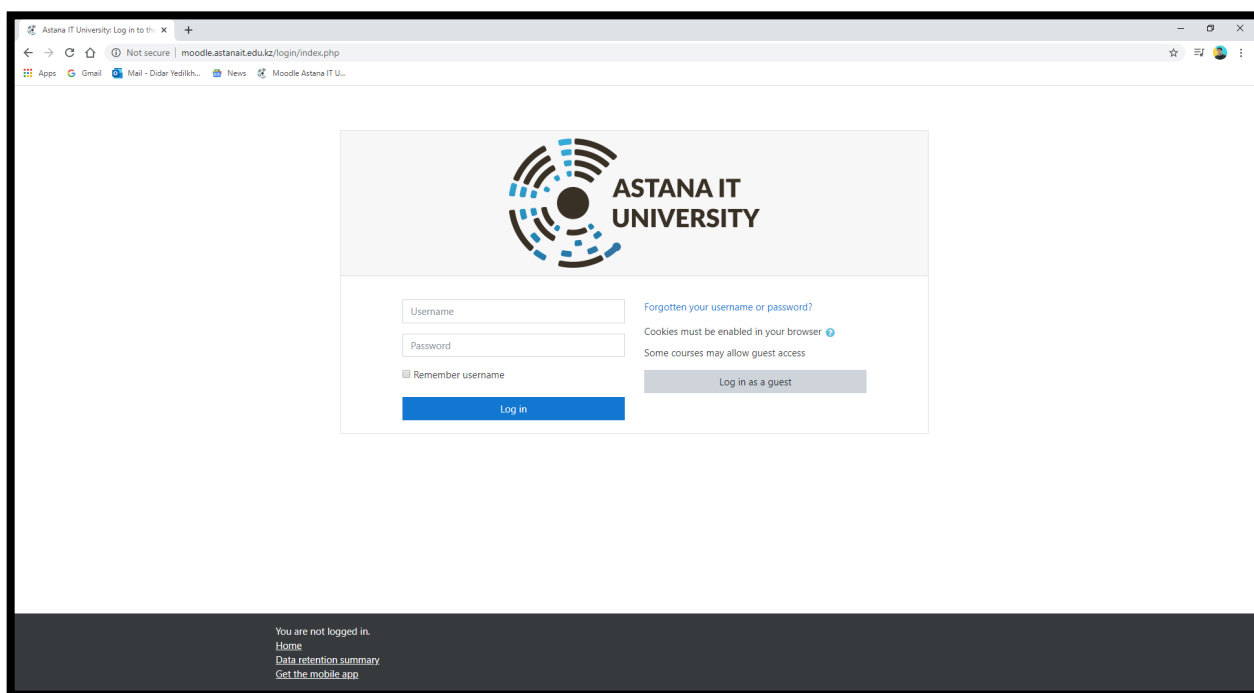 Astana IT University: Log in to th
Not secure | moodle.astanait.edu.kz/login/index.php
Apps Gmail Mail - Didar Yedilkh... News Moodle Astana IT U...
ASTANA IT
UNIVERSITY
Username
Password
Remember username
Log in
Forgotten your username or password?
Cookies must be enabled in your browser
Some courses may allow guest access
Log in as a guest
You are not logged in.
Home
Data retention summary
Get the mobile app